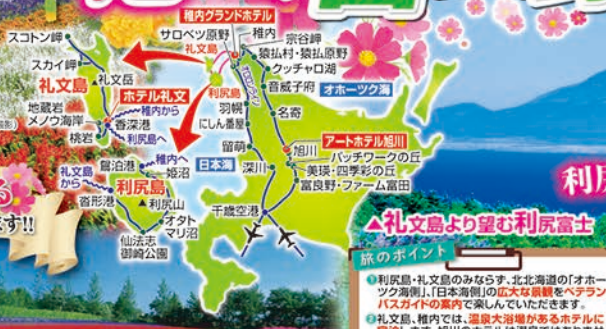 稚内グランドホテル
スコトン岬
サロベツ原野
稚内
礼文島
宗谷岬
猿払村・猿払原野
スカイ岬
クッチャロ湖
礼文島
礼文岳
音威子府
オホーツク海
利尻島
ホテル礼文
地蔵岩
稚内から
メノウ海岸
香深港
羽幌
名寄
桃岩
利尻島へ
にしん番屋
アートホテル旭川
礼文島から
稚内へ
留萌
旭川
鴛泊港
姫沼
日本海
深川
パッチワークの丘
美瑛・四季彩の丘
利尻島
富良野・ファーム富田
沓形港
利尻山
オタトマリ沼
千歳空港
仙法志御崎公園
る
す!!
利尻
▲礼文島より望む利尻富士
旅のポイント
❶利尻島・礼文島のみならず、北北海道の「オホーツク海側」、「日本海側」の広大な景観をベテランバスガイドの案内で楽しんでいただきます。
❷礼文島、稚内では、温泉大浴場があるホテルに